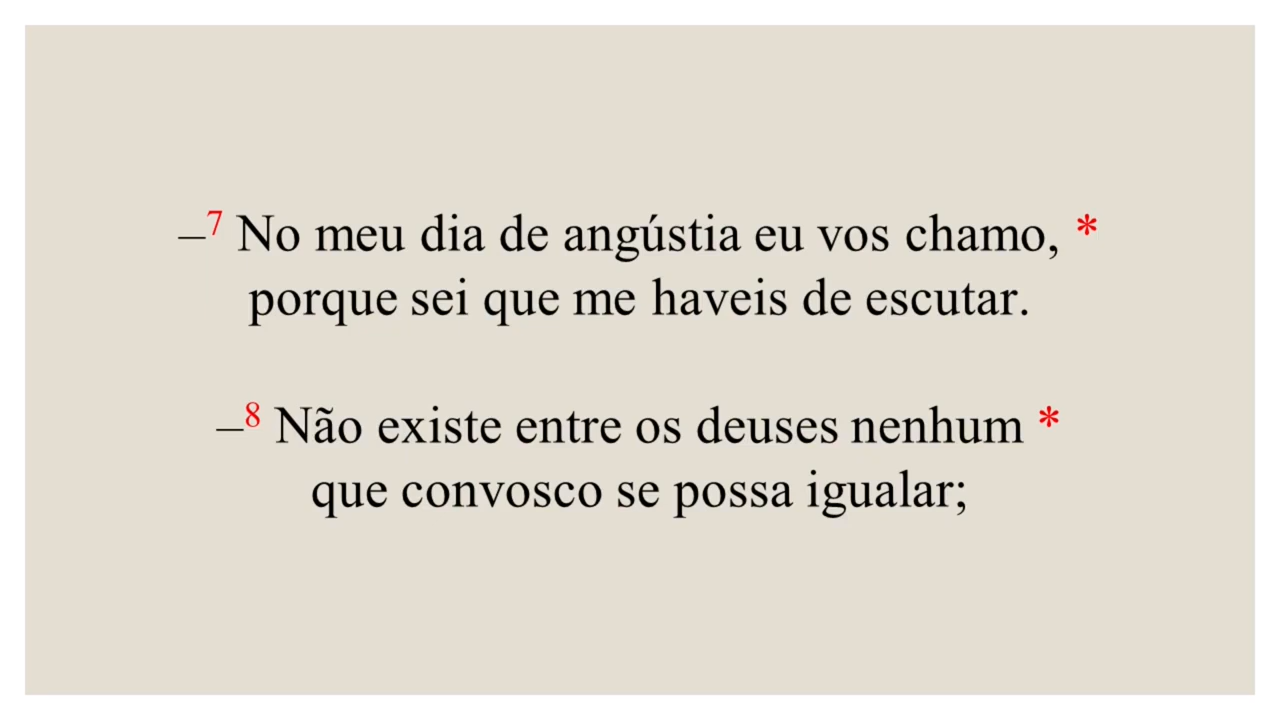 –7 No meu dia de angústia eu vos chamo, *
porque sei que me haveis de escutar.
–8 Não existe entre os deuses nenhum *
que convosco se possa igualar;